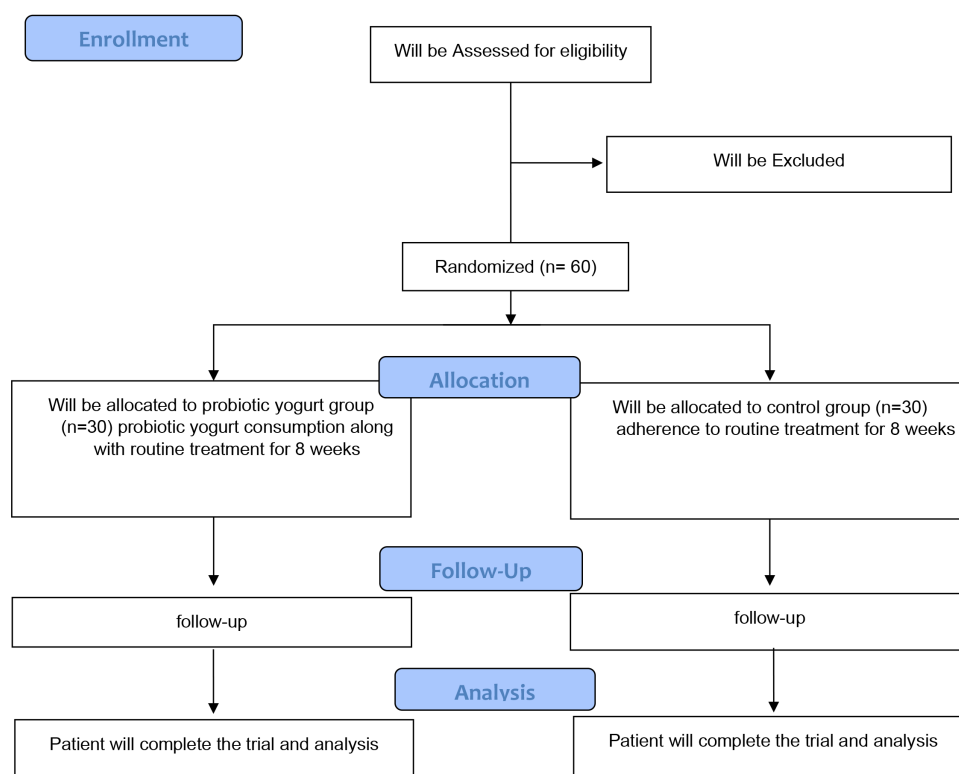 Enrollment
Will be Assessed for eligibility
Will be Excluded
Randomized (n= 60)
Allocation
Will be allocated to probiotic yogurt group
(n=30) probiotic yogurt consumption along
with routine treatment for 8 weeks
Will be allocated to control group (n=30)
adherence to routine treatment for 8 weeks
Follow-Up
follow-up
follow-up
Analysis
Patient will complete the trial and analysis
Patient will complete the trial and analysis